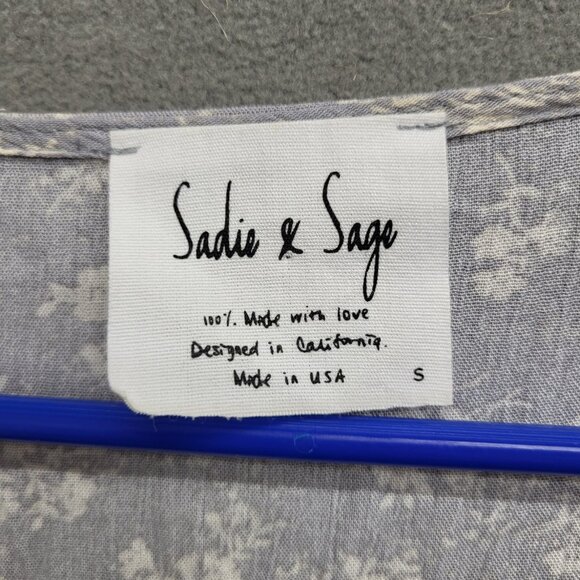 Sadie & Sage
100% Made with love
Designed in California.
Made in USA
S